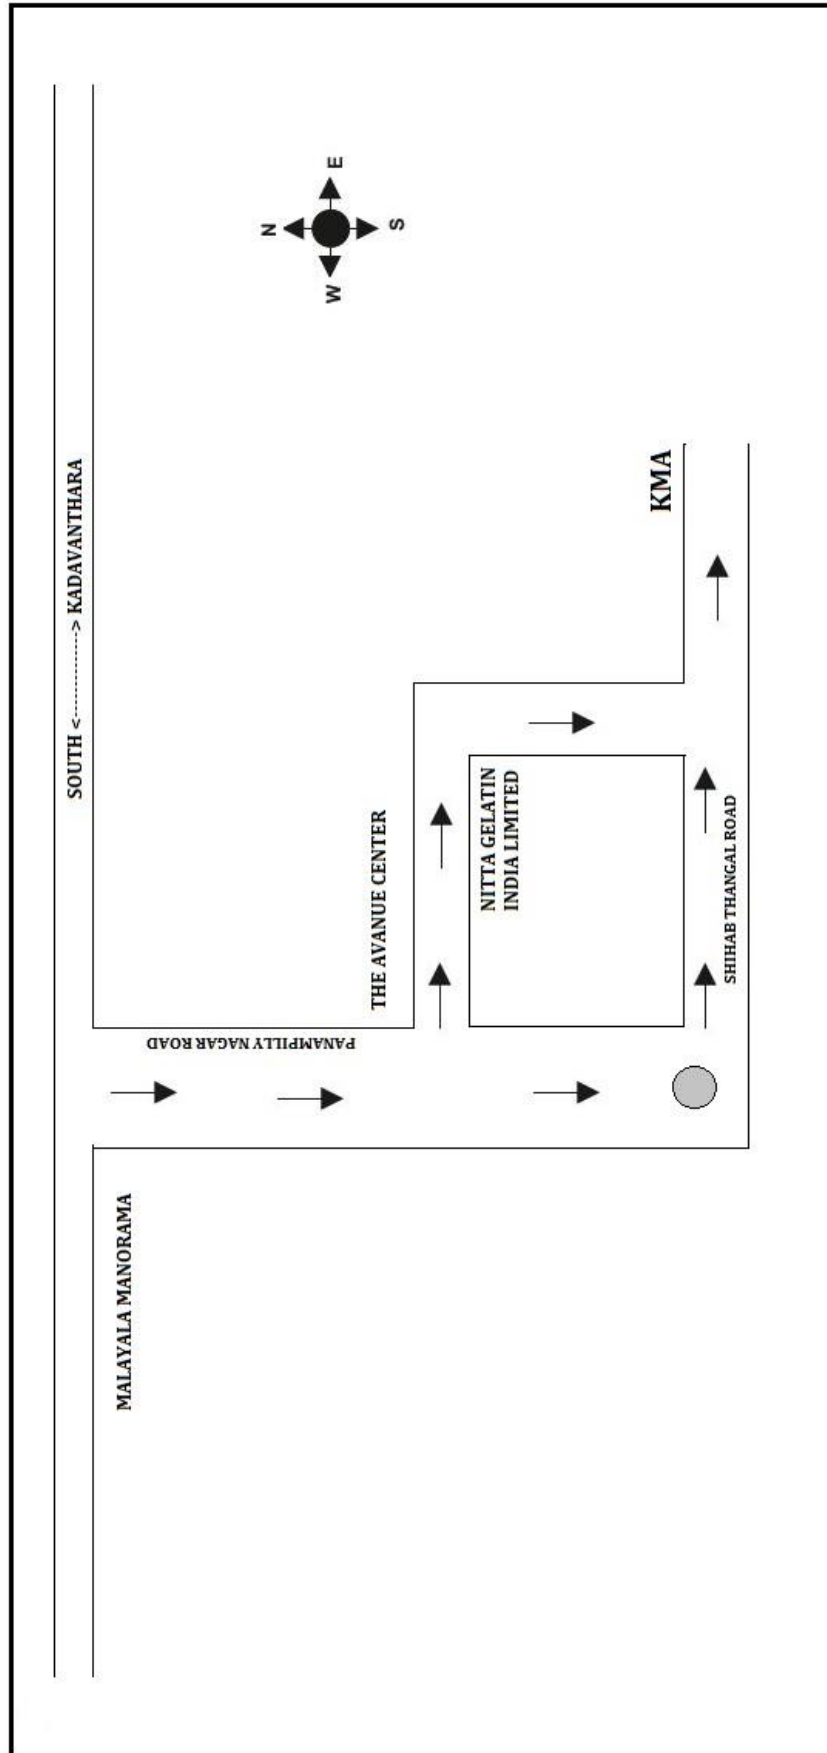 SOUTH <---------------> KADAVANTHARA
N
W
E
S
MALAYALA MANORAMA
PANAMPILLY NAGAR ROAD
THE AVANUE CENTER
NITTA GELATIN
INDIA LIMITED
KMA
SHIHAB THANGAL ROAD